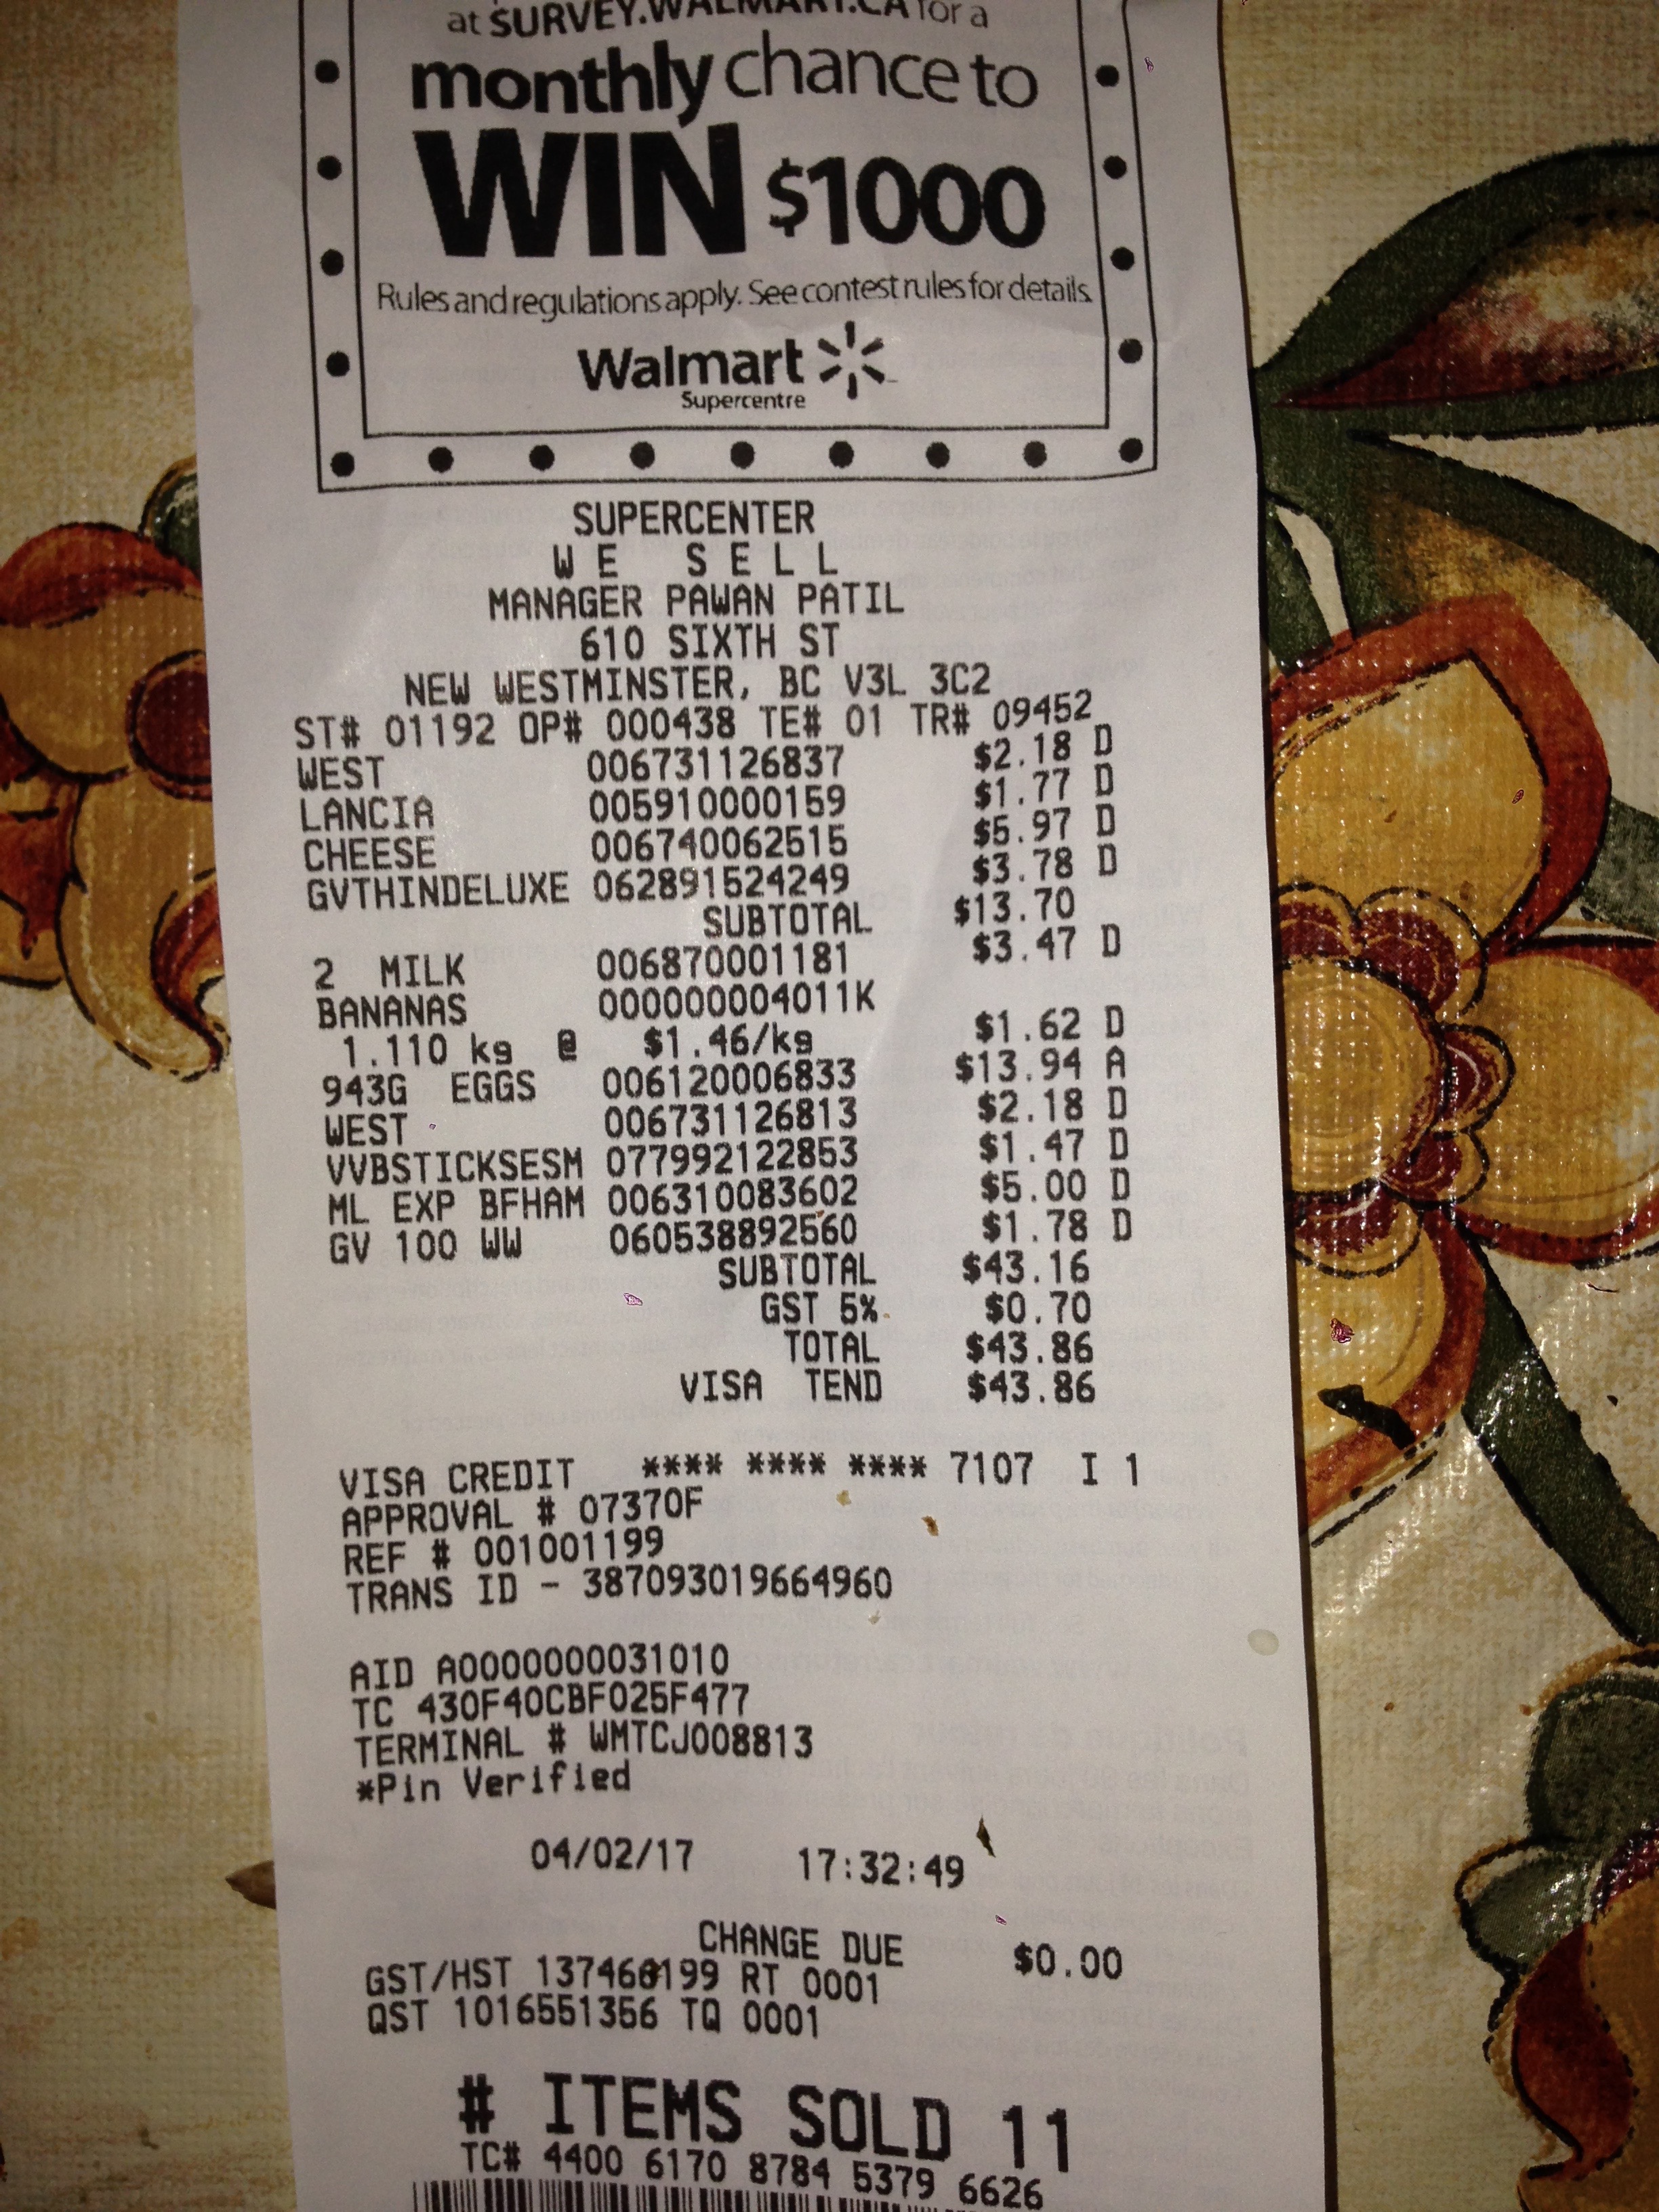 at SURVEY.WALMART.CA for a
monthly chance to
WIN $1000
Rules and regulations apply. See contest rules for details.
Walmart
Supercentre
SUPERCENTER
W E   S E L L
MANAGER PAWAN PATIL
610 SIXTH ST
NEW WESTMINSTER, BC V3L 3C2
ST# 01192 OP# 000438 TE# 01 TR# 09452
WEST 006731126837 $2.18 D
LANCIA 005910000159 $1.77 D
CHEESE 006740062515 $5.97 D
GVTHINDELUXE 062891524249 $3.78 D
SUBTOTAL $13.70
2 MILK 006870001181 $3.47 D
BANANAS 000000004011K
1.110 kg @ $1.46/kg $1.62 D
943G EGGS 006120006833 $13.94 A
WEST 006731126813 $2.18 D
VVBSTICKSESM 077992122853 $1.47 D
ML EXP BFHAM 006310083602 $5.00 D
GV 100 WW 060538892560 $1.78 D
SUBTOTAL $43.16
GST 5% $0.70
TOTAL $43.86
VISA TEND $43.86
VISA CREDIT **** **** **** 7107 I 1
APPROVAL # 07370F
REF # 001001199
TRANS ID - 387093019664960
AID A0000000031010
TC 430F40CBF025F477
TERMINAL # WMTCJ008813
*Pin Verified
04/02/17 17:32:49
CHANGE DUE $0.00
GST/HST 137466199 RT 0001
QST 1016551356 TQ 0001
# ITEMS SOLD 11
TC# 4400 6170 8784 5379 6626